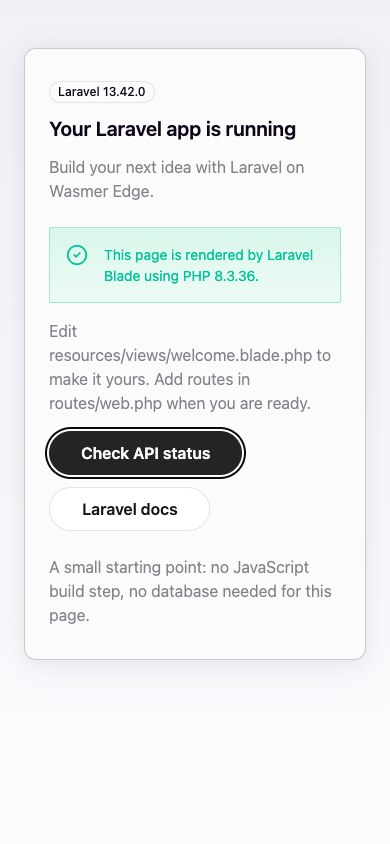 Laravel 13.42.0
Your Laravel app is running
Build your next idea with Laravel on
Wasmer Edge.
This page is rendered by Laravel
Blade using PHP 8.3.36.
Edit
resources/views/welcome.blade.php to
make it yours. Add routes in
routes/web.php when you are ready.
Check API status
Laravel docs
A small starting point: no JavaScript
build step, no database needed for this
page.